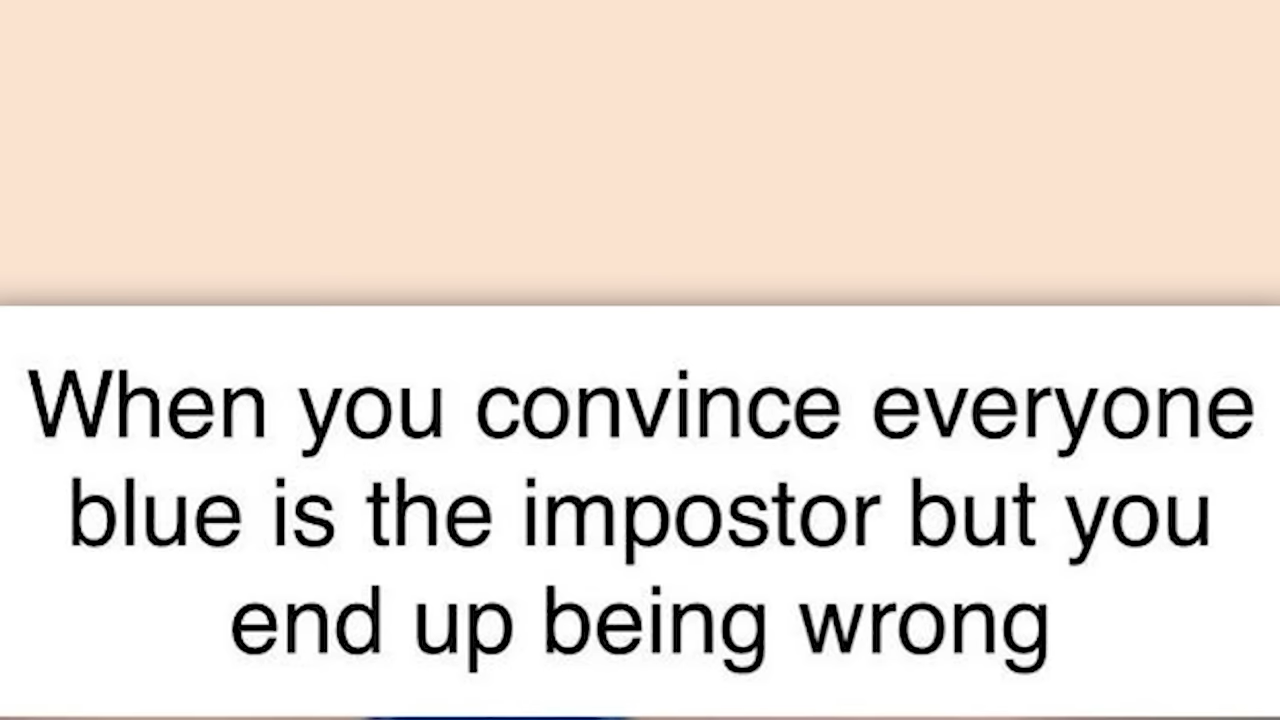 When you convince everyone
blue is the impostor but you
end up being wrong